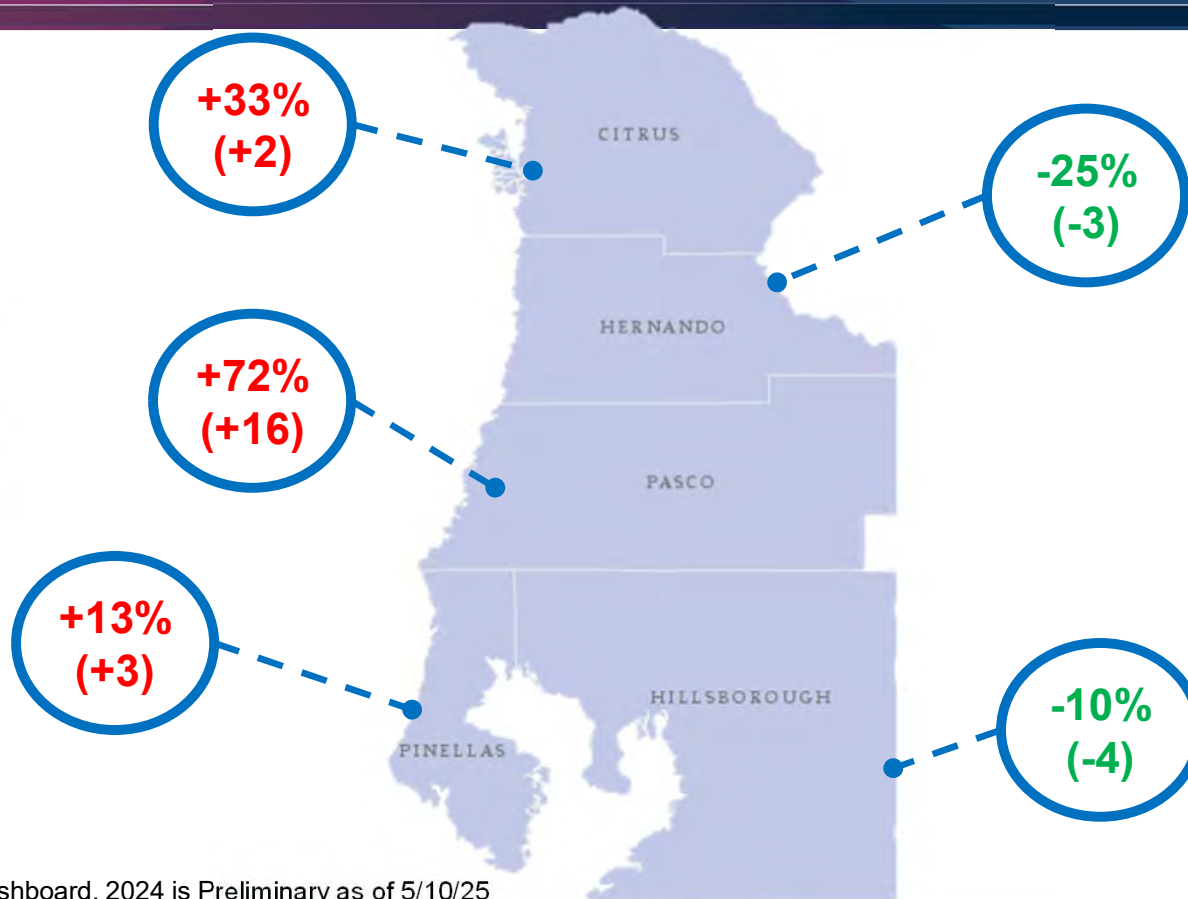 +33%
(+2)
CITRUS
-25%
(-3)
HERNANDO
+72%
(+16)
PASCO
+13%
(+3)
HILLSBOROUGH
-10%
(-4)
PINELLAS
2024 is Preliminary as of 5/10/25